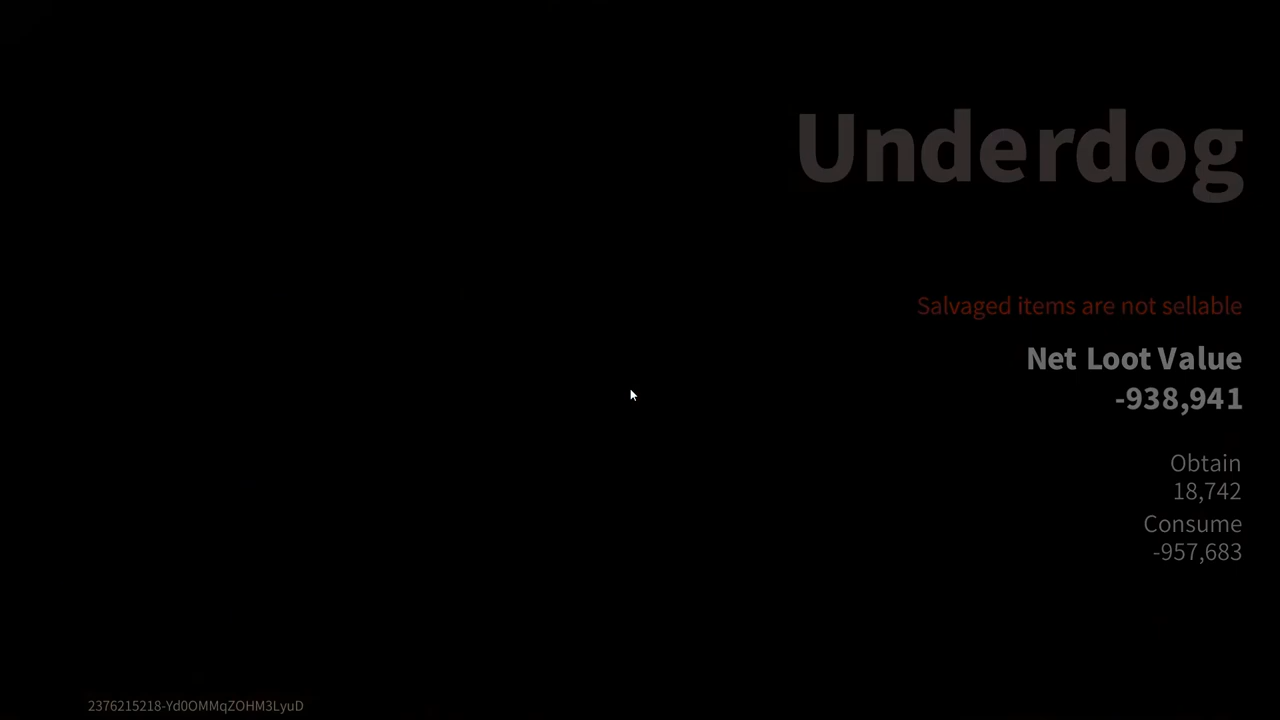 Underdog
Salvaged items are not sellable
Net Loot Value
-938,941
Obtain
18,742
Consume
-957,683
2376215218-Yd0OMMqZOHM3LyuD